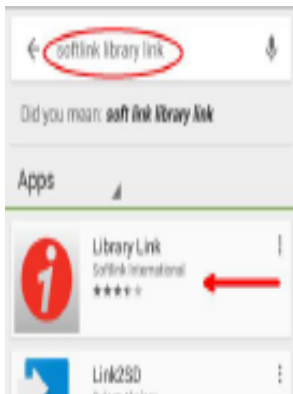 softlink library link
Did you mean: soft link library link
Apps
Library Link
Softlink International
Link2SD